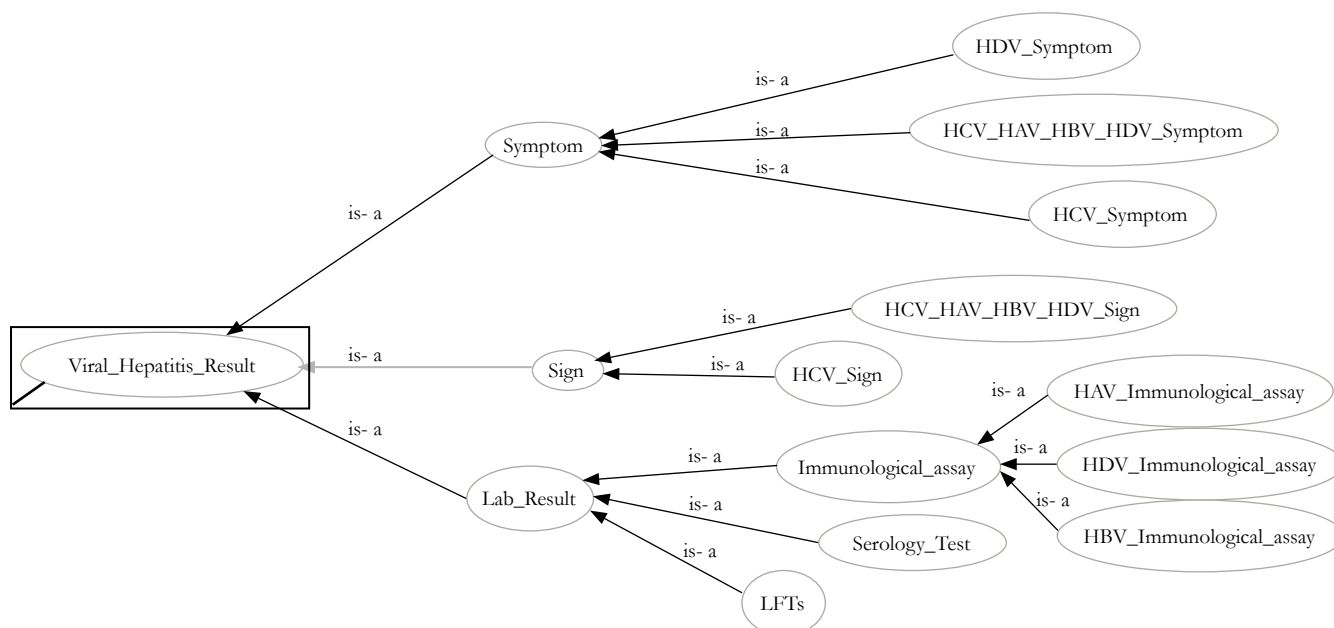 HDV_Symptom
is- a
Symptom
is- a
HCV_HAV_HBV_HDV_Symptom
is- a
HCV_Symptom
is- a
Viral_Hepatitis_Result
is- a
Sign
is- a
HCV_HAV_HBV_HDV_Sign
is- a
HCV_Sign
is- a
Lab_Result
is- a
Immunological_assay
is- a
HAV_Immunological_assay
is- a
HDV_Immunological_assay
is- a
HBV_Immunological_assay
is- a
Serology_Test
is- a
LFTs